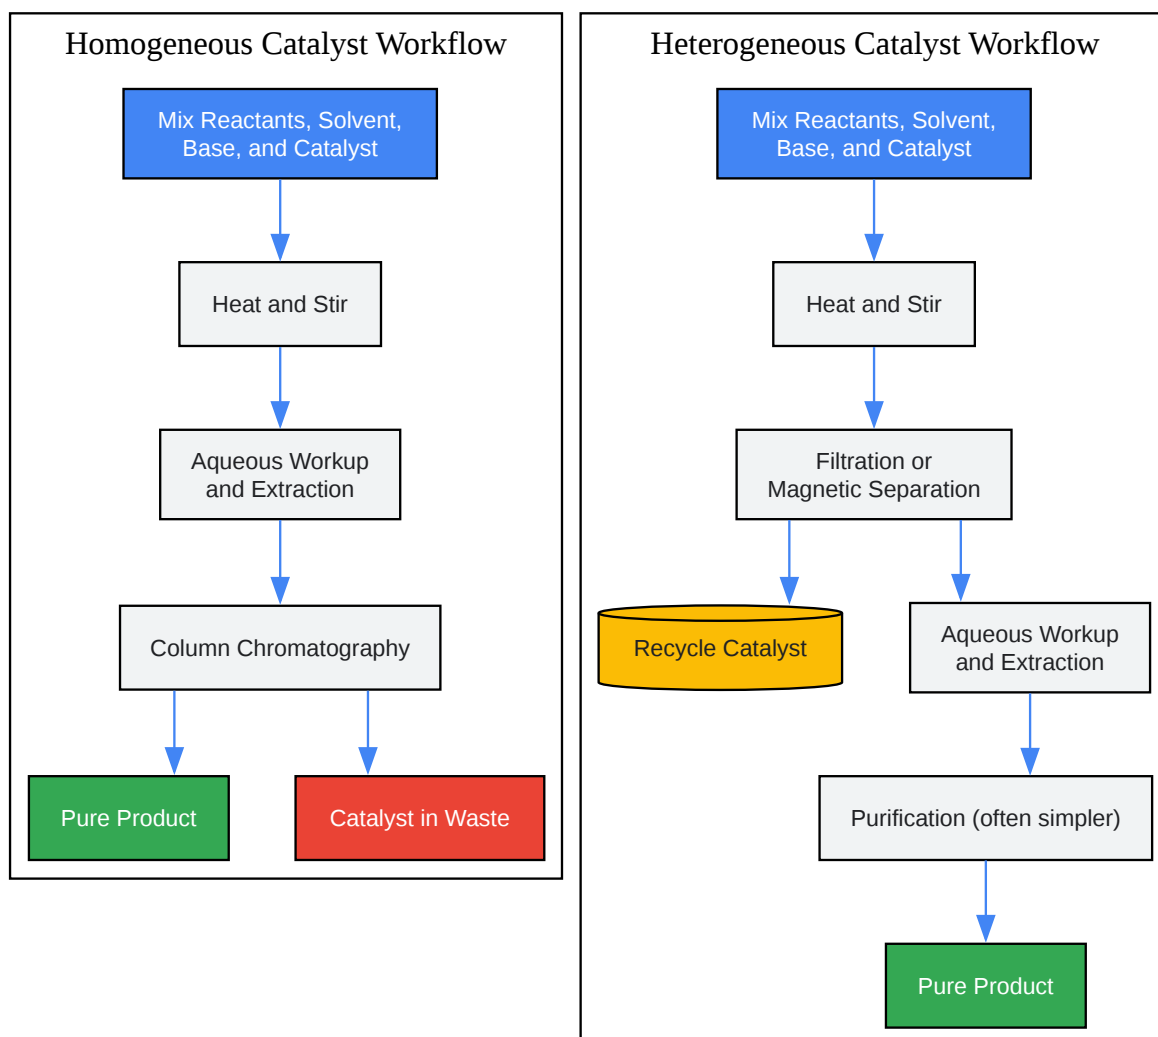 Homogeneous Catalyst Workflow
Mix Reactants, Solvent,
Base, and Catalyst
Heat and Stir
Aqueous Workup
and Extraction
Column Chromatography
Pure Product
Catalyst in Waste
Heterogeneous Catalyst Workflow
Mix Reactants, Solvent,
Base, and Catalyst
Heat and Stir
Filtration or
Magnetic Separation
Recycle Catalyst
Aqueous Workup
and Extraction
Purification (often simpler)
Pure Product